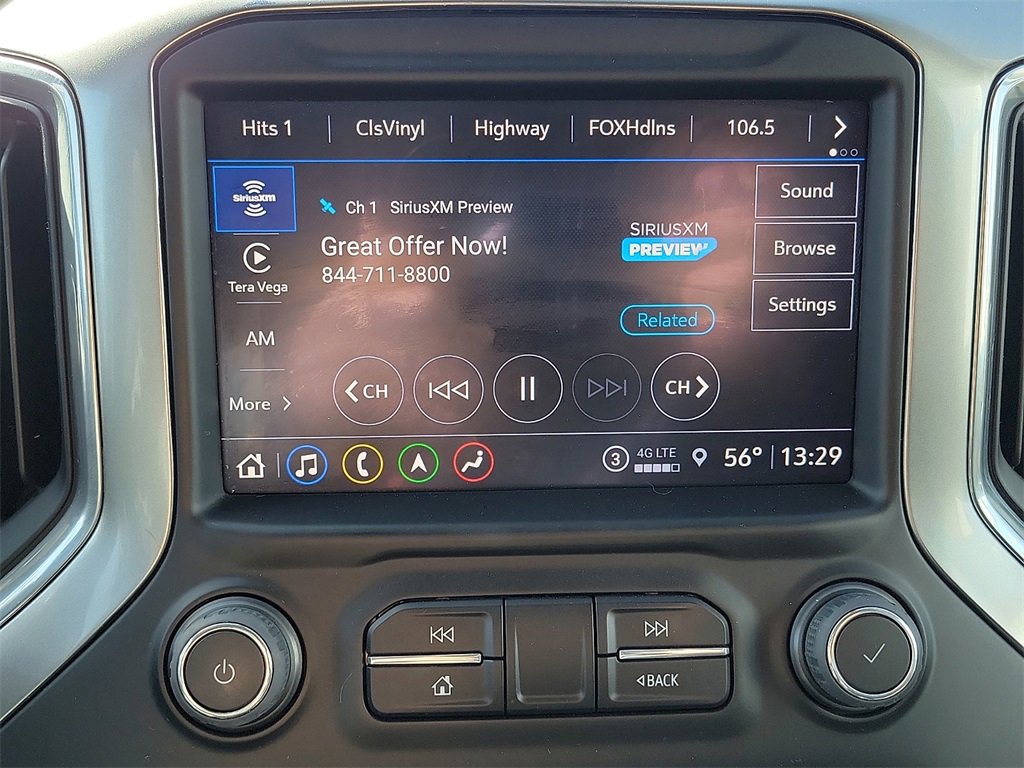 Hits 1 ClsVinyl Highway FOXHdlns 106.5
SiriusXM
Ch 1 SiriusXM Preview
Great Offer Now!
844-711-8800
SIRIUSXM
PREVIEW
Related
Sound
Browse
Settings
Tera Vega
AM
More
CH
CH
3 4G LTE 56° 13:29
BACK